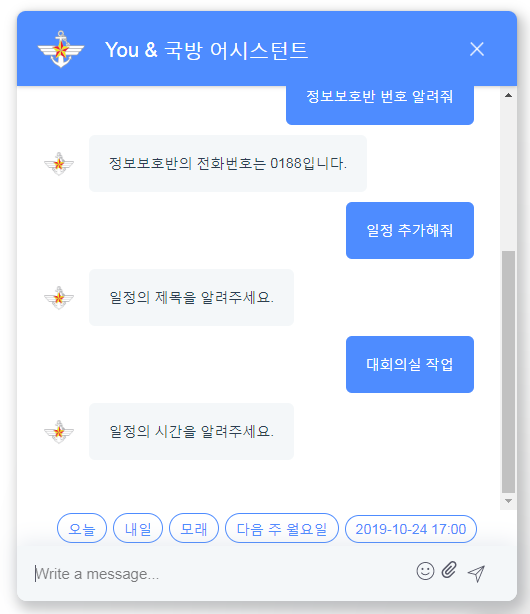 You & 국방 어시스턴트
정보보호반 번호 알려줘
정보보호반의 전화번호는 0188입니다.
일정 추가해줘
일정의 제목을 알려주세요.
대회의실 작업
일정의 시간을 알려주세요.
오늘 내일 모레 다음 주 월요일 2019-10-24 17:00
Write a message...